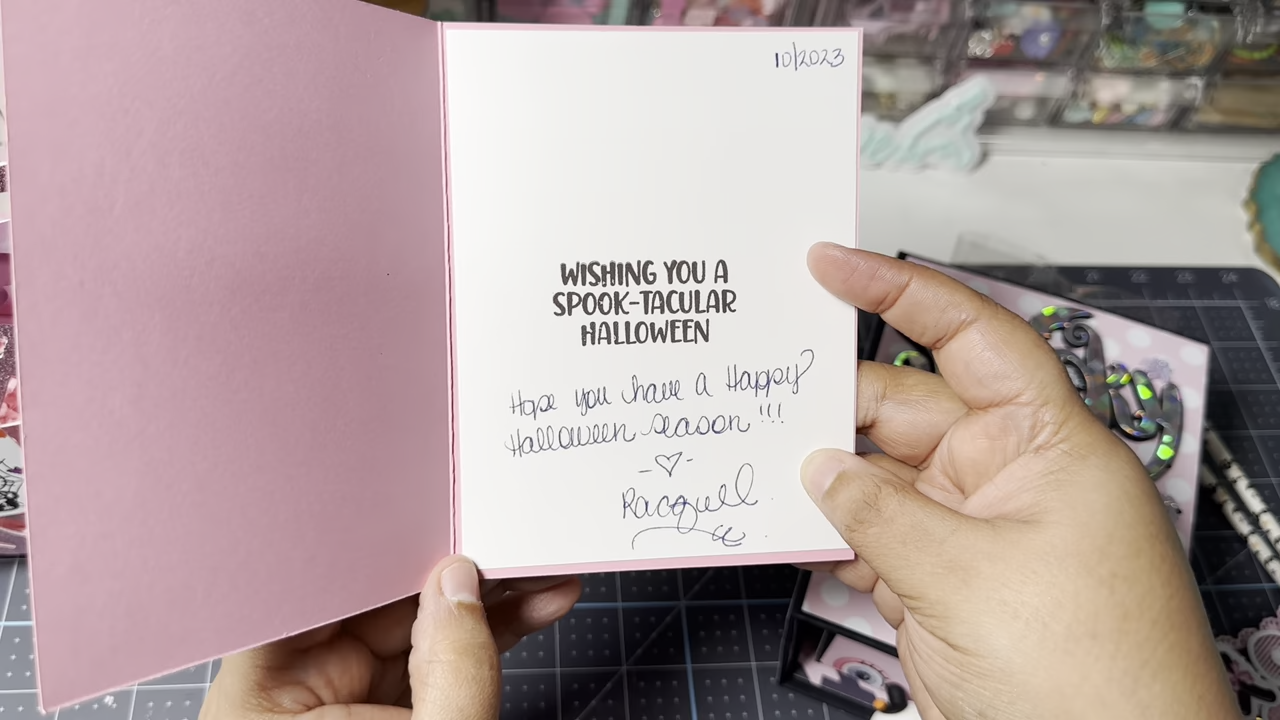 10/2023
WISHING YOU A
SPOOK-TACULAR
HALLOWEEN
Hope you have a Happy
Halloween season!!!
-♡-
Racquel